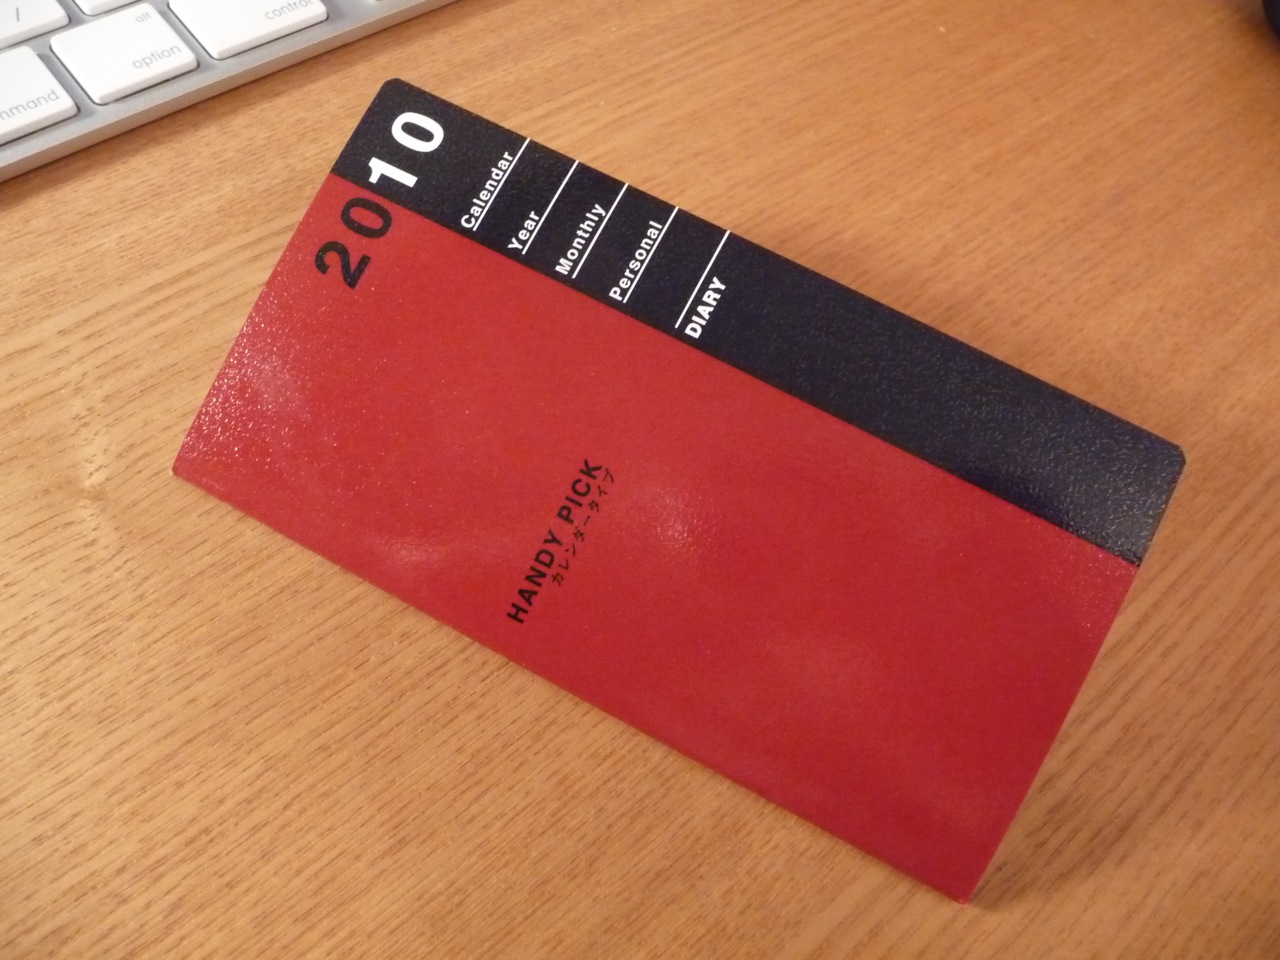 alt
option
control
mmand
/
2010
Calendar
Year
Monthly
Personal
DIARY
HANDY PICK
カレンダータイプ